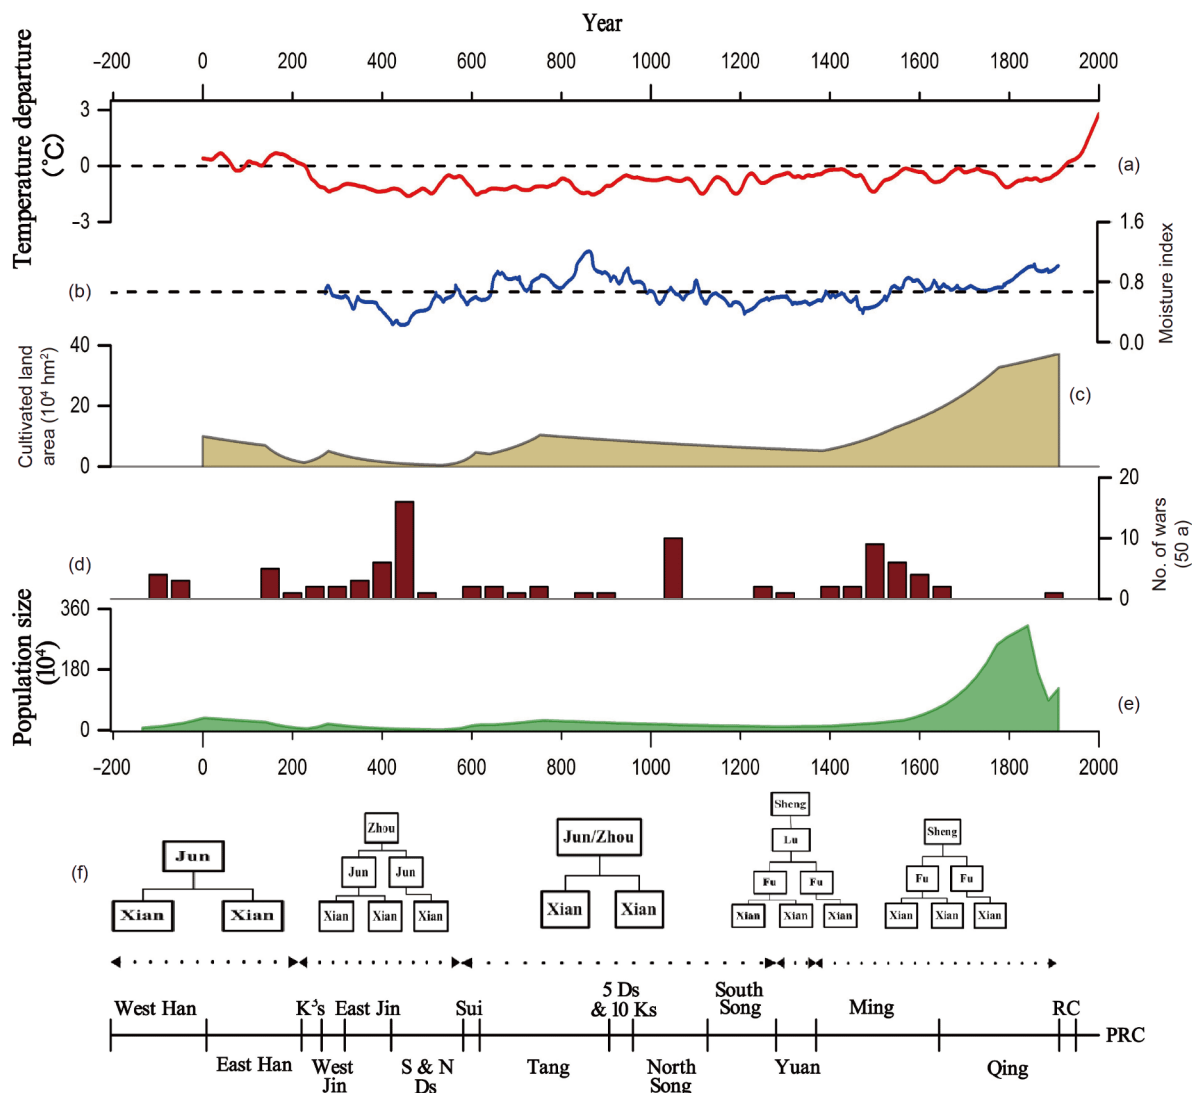 Year
−200 0 200 400 600 800 1000 1200 1400 1600 1800 2000
Temperature departure
(°C)
3
0
−3
(a)
1.6
0.8
0.0
Moisture index
(b)
Cultivated land
area (10⁴ hm²)
40
20
0
(c)
20
10
0
No. of wars
(50 a)
(d)
Population size
(10⁴)
360
180
0
(e)
−200 0 200 400 600 800 1000 1200 1400 1600 1800 2000
(f)
Jun
Xian Xian
Zhou
Jun Jun
Xian Xian Xian
Jun/Zhou
Xian Xian
Sheng
Lu
Fu Fu
Xian Xian Xian
Sheng
Fu Fu
Xian Xian Xian
West Han
East Han
K's
West
Jin
East Jin
S & N
Ds
Sui
Tang
5 Ds
& 10 Ks
North
Song
South
Song
Yuan
Ming
Qing
RC
PRC